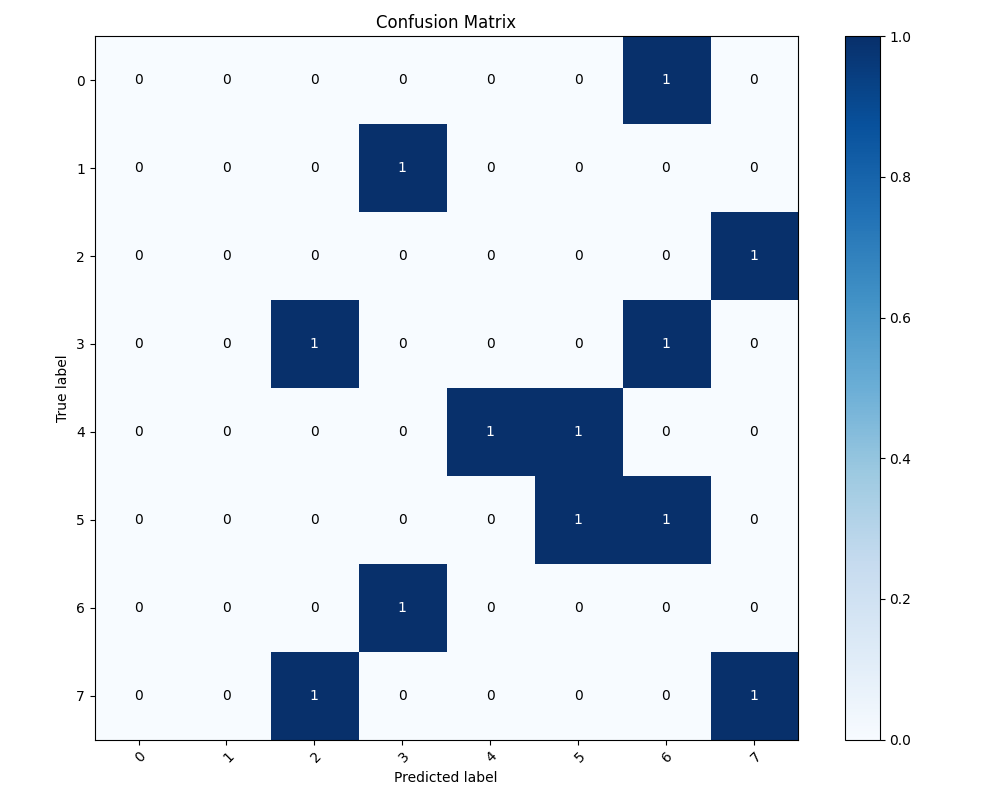 Confusion Matrix
0 0 0 0 0 0 0 1 0
1 0 0 0 1 0 0 0 0
2 0 0 0 0 0 0 0 1
3 0 0 1 0 0 0 1 0
4 0 0 0 0 1 1 0 0
5 0 0 0 0 0 1 1 0
6 0 0 0 1 0 0 0 0
7 0 0 1 0 0 0 0 1
0 1 2 3 4 5 6 7
True label
Predicted label
1.0
0.8
0.6
0.4
0.2
0.0